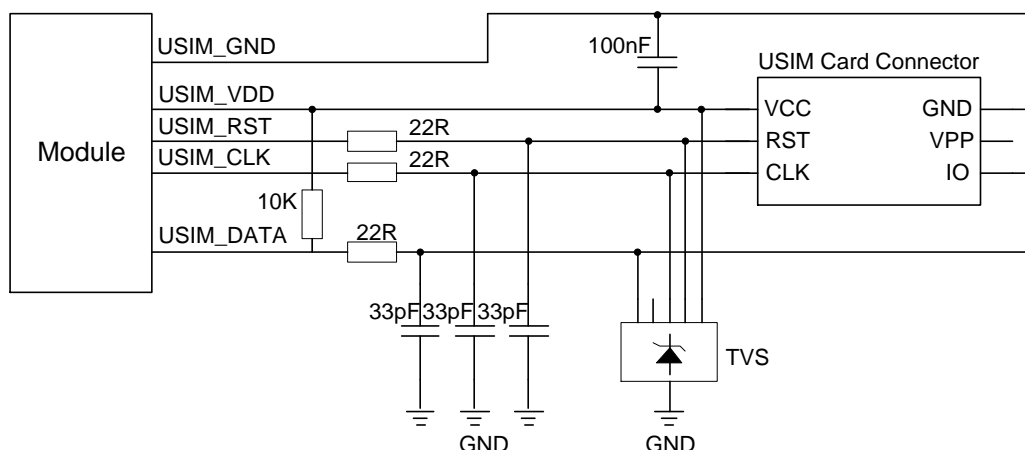 Module
USIM_GND
USIM_VDD
USIM_RST
USIM_CLK
USIM_DATA
10K
22R
22R
22R
100nF
USIM Card Connector
VCC
GND
RST
VPP
CLK
IO
33pF 33pF 33pF
TVS
GND
GND